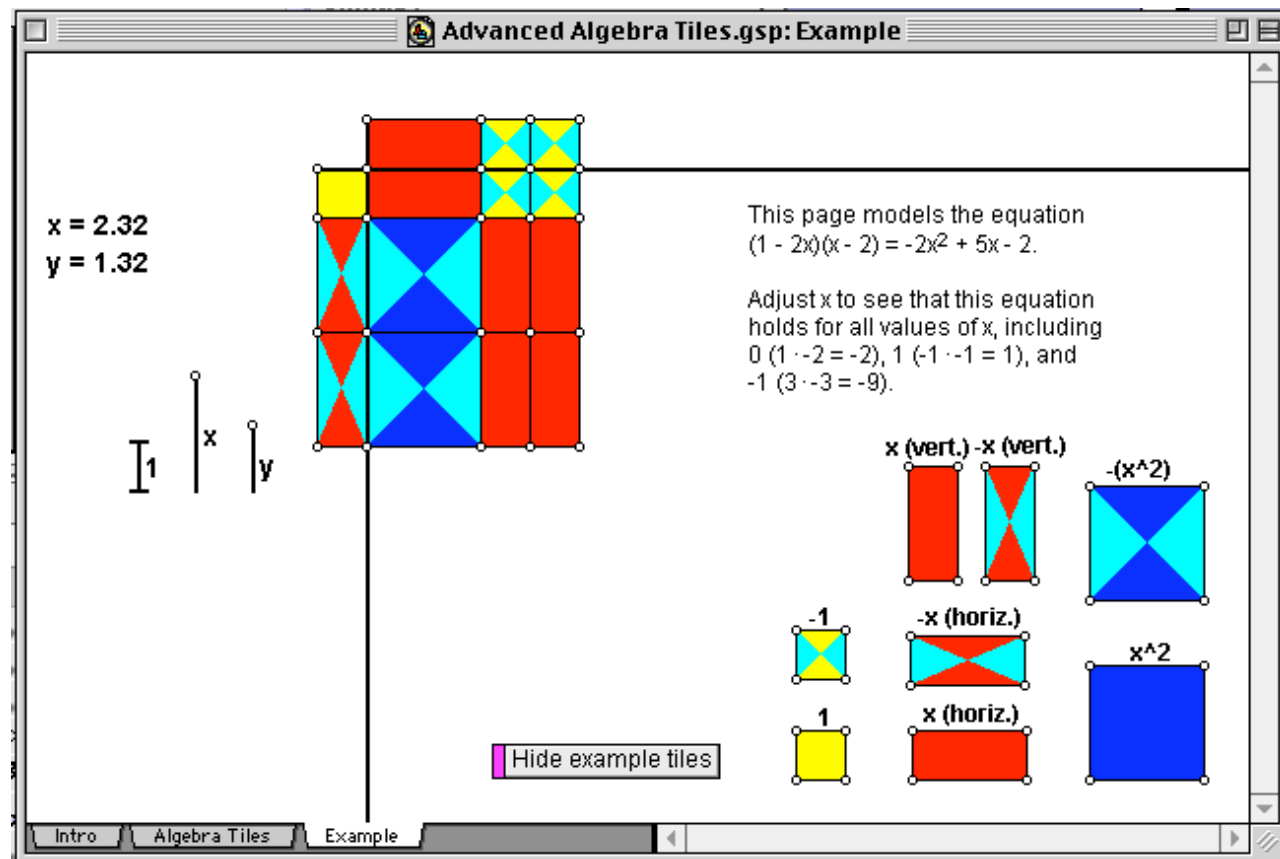 Advanced Algebra Tiles.gsp: Example
x = 2.32
y = 1.32
1
x
y
This page models the equation
(1 - 2x)(x - 2) = -2x² + 5x - 2.
Adjust x to see that this equation
holds for all values of x, including
0 (1 · -2 = -2), 1 (-1 · -1 = 1), and
-1 (3 · -3 = -9).
x (vert.) -x (vert.)
-(x^2)
-1
-x (horiz.)
x^2
1
x (horiz.)
Hide example tiles
Intro
Algebra Tiles
Example